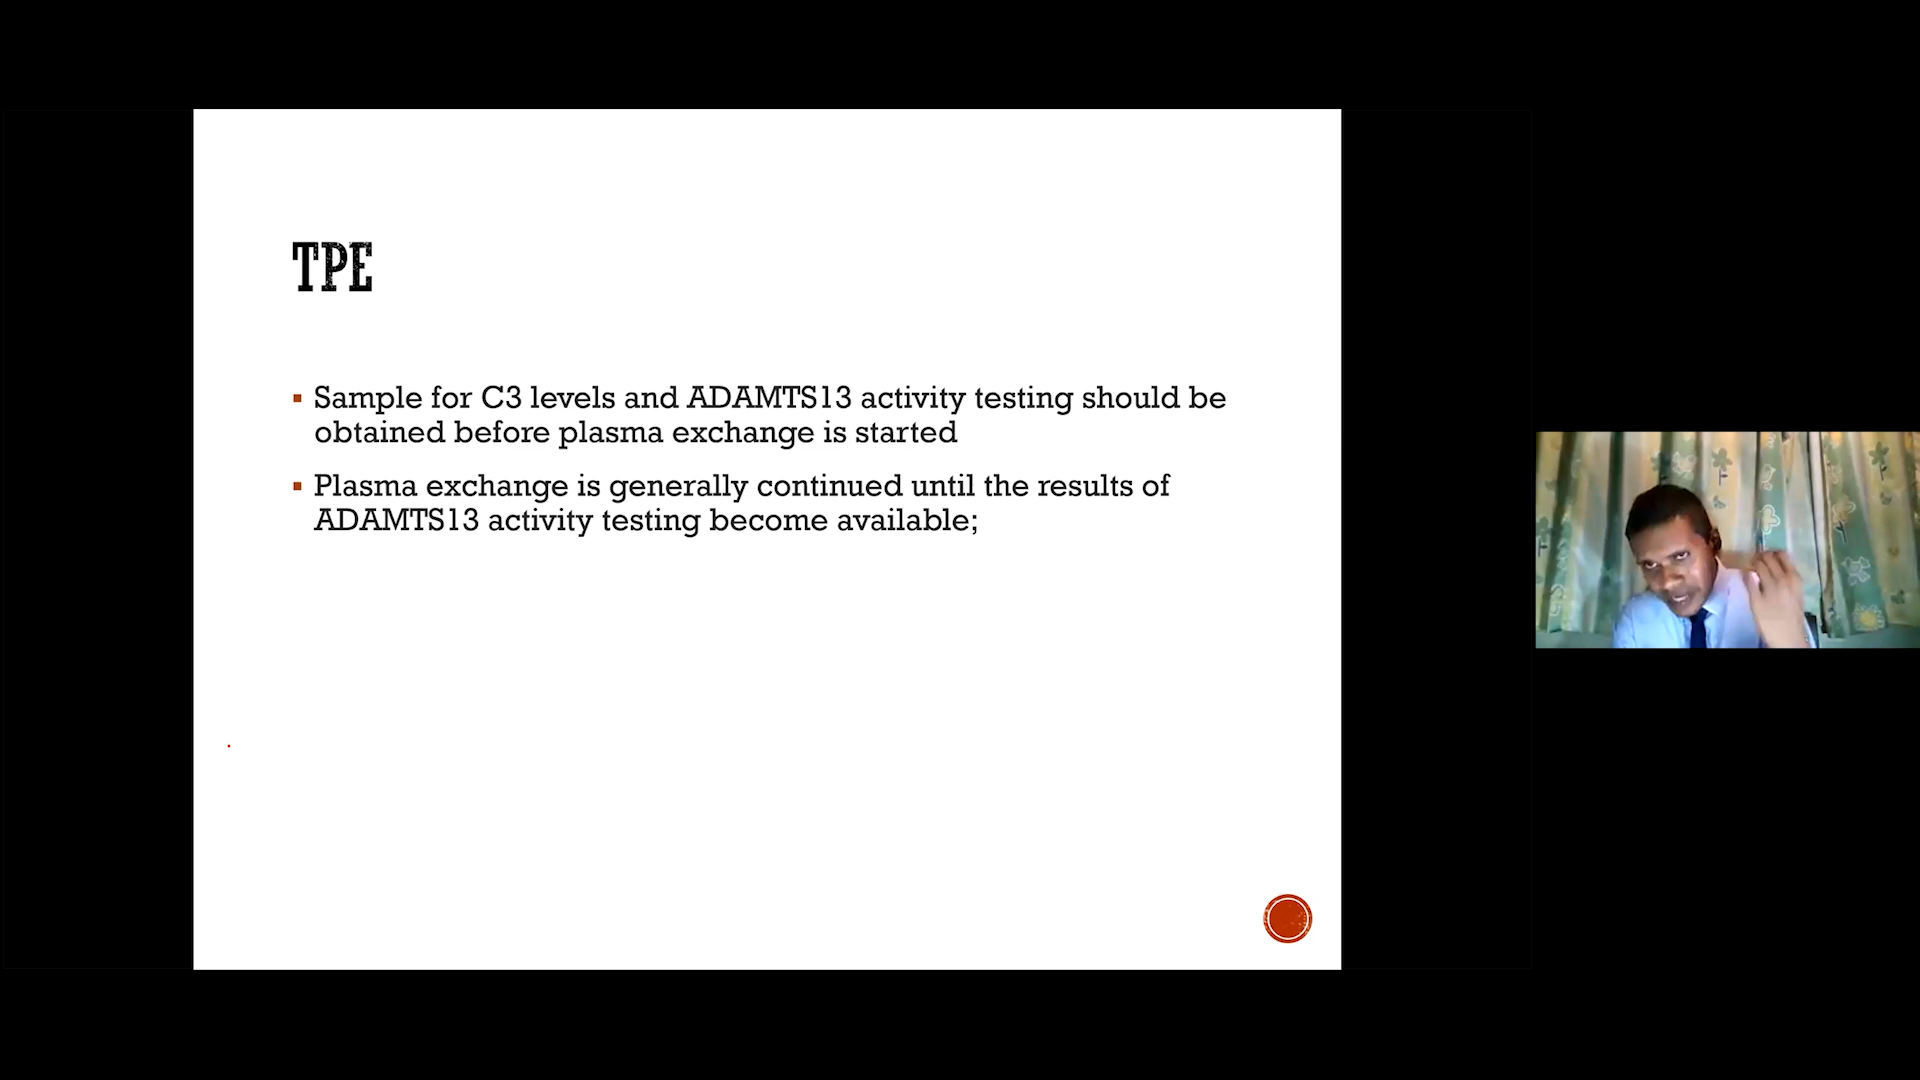 TPE
Sample for C3 levels and ADAMTS13 activity testing should be
obtained before plasma exchange is started
Plasma exchange is generally continued until the results of
ADAMTS13 activity testing become available;